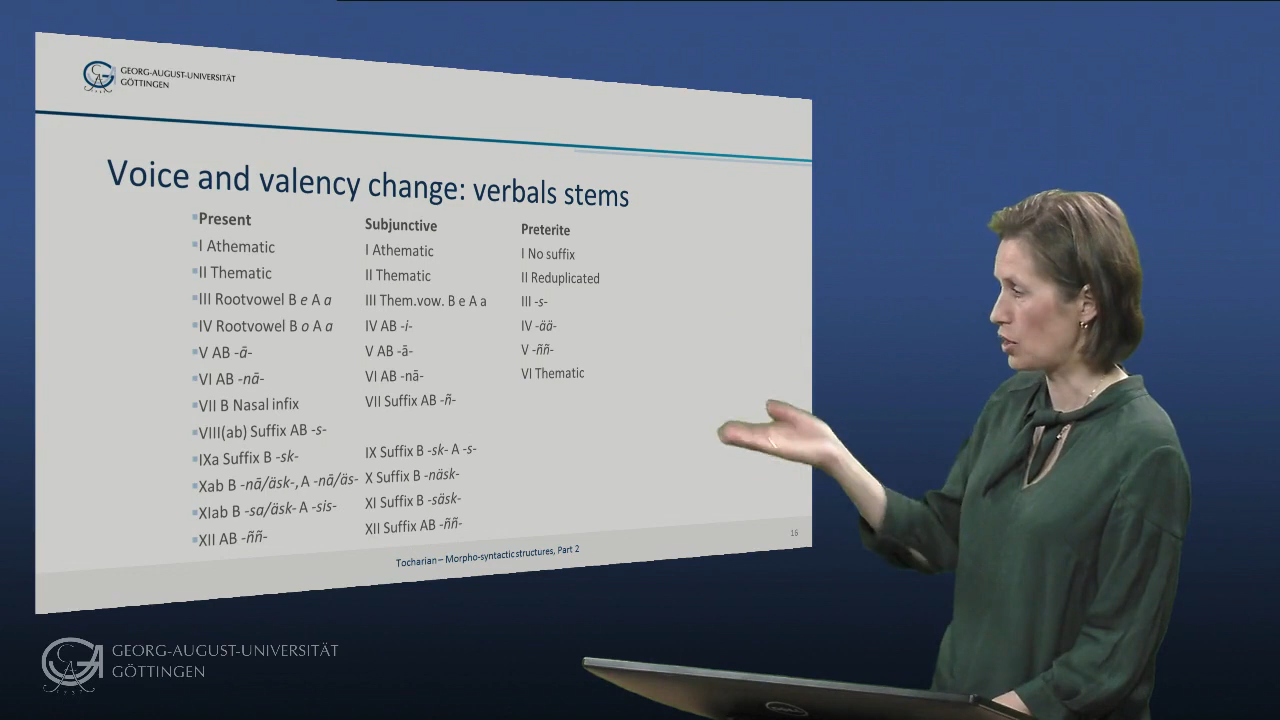 GEORG-AUGUST-UNIVERSITÄT
GÖTTINGEN
Voice and valency change: verbals stems
Present
I Athematic
II Thematic
III Rootvowel B e A a
IV Rootvowel B o A a
V AB -ā-
VI AB -nā-
VII B Nasal infix
VIII(ab) Suffix AB -s-
IXa Suffix B -sk-
Xab B -nā/äsk-, A -nā/äs-
XIab B -sa/äsk- A -sis-
XII AB -ññ-
Subjunctive
I Athematic
II Thematic
III Them.vow. B e A a
IV AB -i-
V AB -ā-
VI AB -nā-
VII Suffix AB -ñ-
IX Suffix B -sk- A -s-
X Suffix B -näsk-
XI Suffix B -säsk-
XII Suffix AB -ññ-
Preterite
I No suffix
II Reduplicated
III -s-
IV -ää-
V -ññ-
VI Thematic
Tocharian – Morpho-syntactic structures, Part 2
16
GEORG-AUGUST-UNIVERSITÄT
GÖTTINGEN
DELL